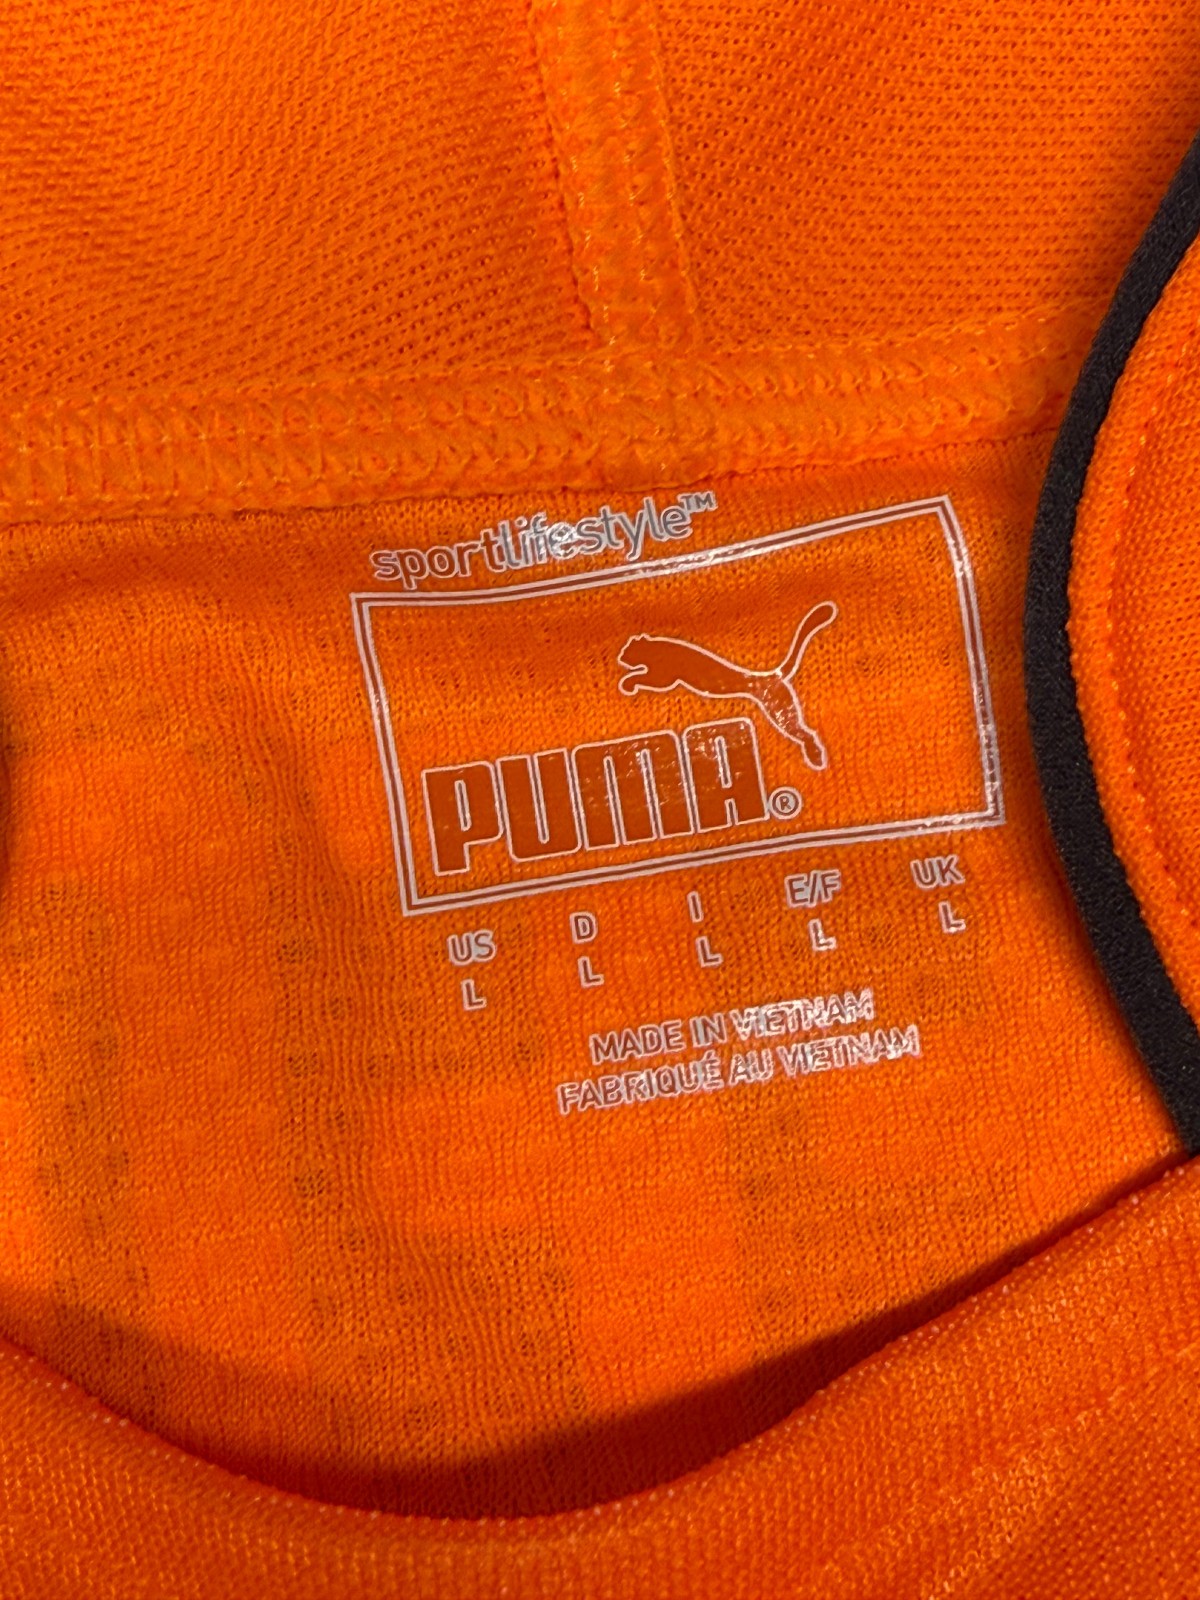 sportlifestyle™
PUMA®
US D I E/F UK
L L L L L
MADE IN VIETNAM
FABRIQUÉ AU VIETNAM